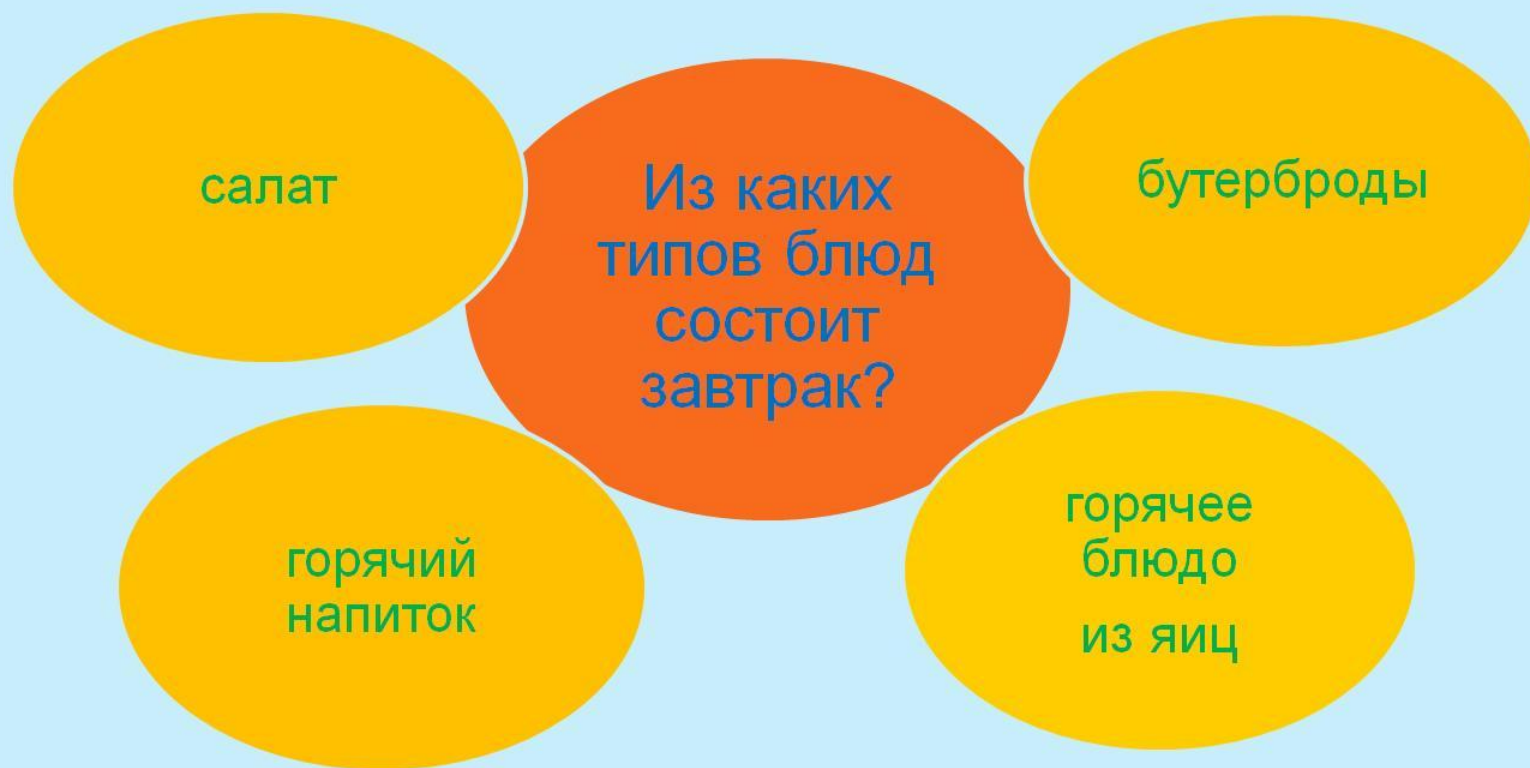 салат
Из каких
типов блюд
состоит
завтрак?
бутерброды
горячий
напиток
горячее
блюдо
из яиц